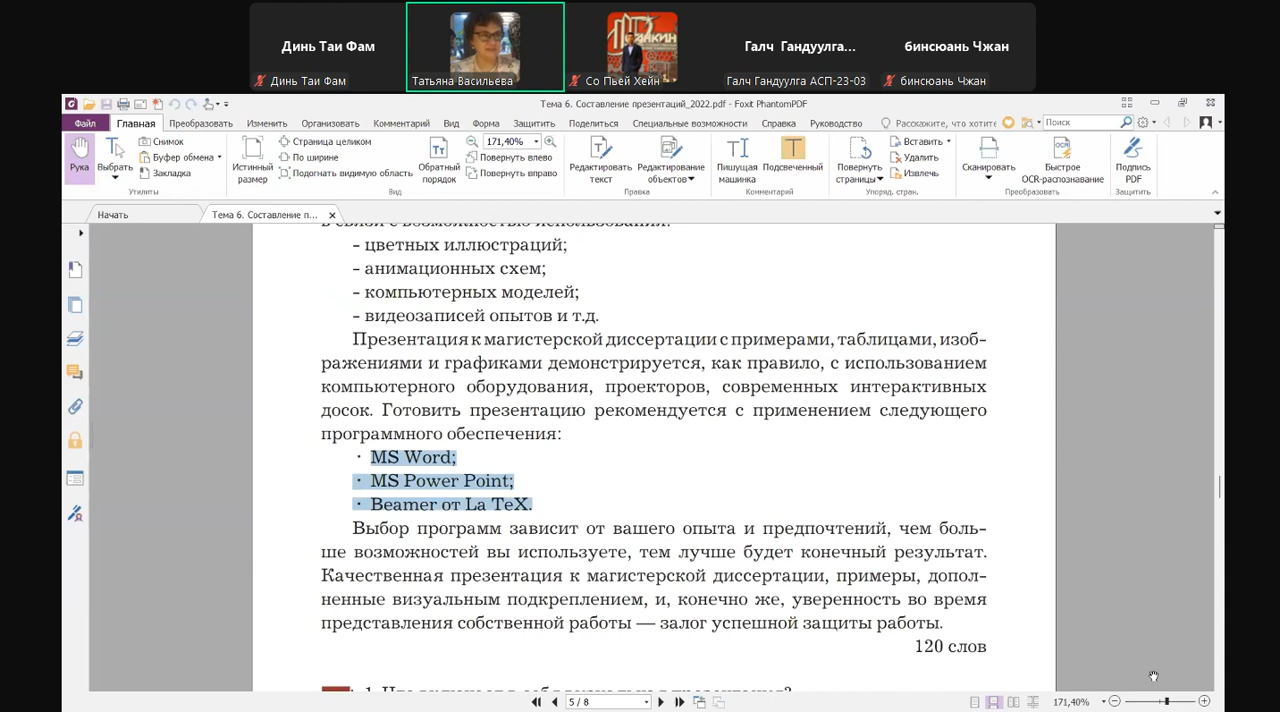 Динь Таи Фам
Галч Гандуулга...
бинсюань Чжан
Динь Таи Фам
Татьяна Васильева
Со Пьей Хейн
Галч Гандуулга АСП-23-03
бинсюань Чжан
Тема 6. Составление презентаций_2022.pdf - Foxit PhantomPDF
Файл Главная Преобразовать Изменить Организовать Комментарий Вид Форма Защитить Поделиться Специальные возможности Справка Руководство Расскажите, что хотите Поиск
Рука
Выбрать
Снимок
Буфер обмена
Закладка
Утилиты
Истинный размер
Страница целиком
По ширине
Подогнать видимую область
Обратный порядок
171,40%
Повернуть влево
Повернуть вправо
Вид
Редактировать текст
Редактирование объектов
Правка
Пишущая машинка
Подсвеченный
Комментарий
Повернуть страницы
Вставить
Удалить
Извлечь
Упоряд. стран.
Сканировать
Быстрое OCR-распознавание
Преобразовать
Подпись PDF
Защитить
Начать
Тема 6. Составление п...
в связи с возможностью использования:
- цветных иллюстраций;
- анимационных схем;
- компьютерных моделей;
- видеозаписей опытов и т.д.
Презентация к магистерской диссертации с примерами, таблицами, изоб-
ражениями и графиками демонстрируется, как правило, с использованием
компьютерного оборудования, проекторов, современных интерактивных
досок. Готовить презентацию рекомендуется с применением следующего
программного обеспечения:
· MS Word;
· MS Power Point;
· Beamer от La TeX.
Выбор программ зависит от вашего опыта и предпочтений, чем боль-
ше возможностей вы используете, тем лучше будет конечный результат.
Качественная презентация к магистерской диссертации, примеры, допол-
ненные визуальным подкреплением, и, конечно же, уверенность во время
представления собственной работы — залог успешной защиты работы.
120 слов
5 / 8
171,40%